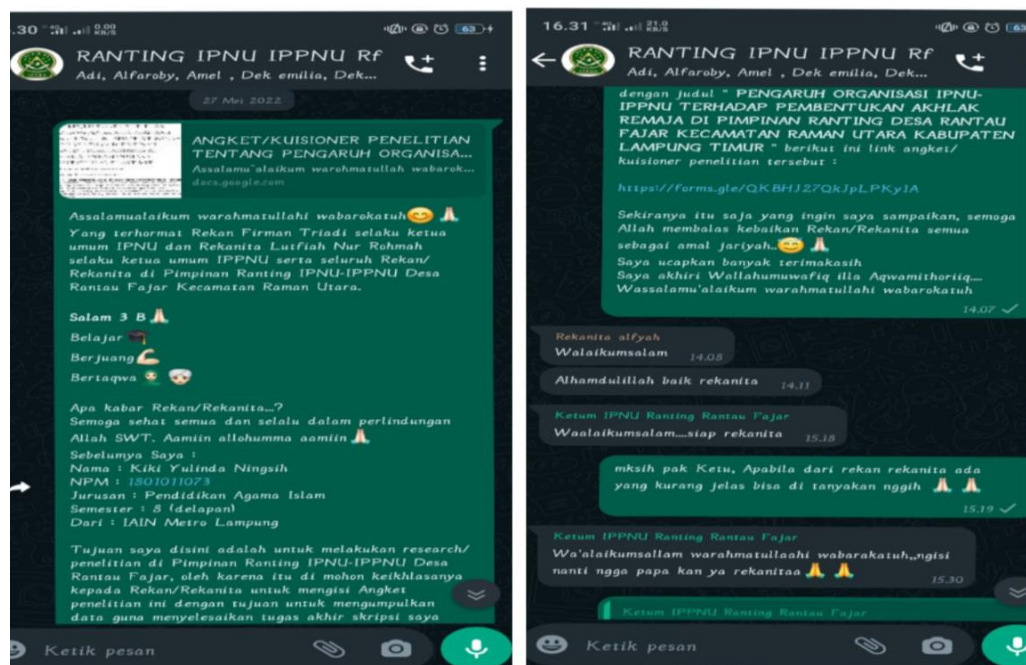 .30
0.00
KB/S
63
RANTING IPNU IPPNU Rf
Adi, Alfaroby, Amel , Dek emilia, Dek...
27 Mei 2022
ANGKET/KUISIONER PENELITIAN
TENTANG PENGARUH ORGANISA...
Assalamu'alaikum warahmatullah wabarok...
docs.google.com
Assalamualaikum warahmatullahi wabarokatuh😊🙏🏻
Yang terhormat Rekan Firman Triadi selaku ketua
umum IPNU dan Rekanita Lutfiah Nur Rohmah
selaku ketua umum IPPNU serta seluruh Rekan/
Rekanita di Pimpinan Ranting IPNU-IPPNU Desa
Rantau Fajar Kecamatan Raman Utara.
Salam 3 B🙏🏻
Belajar
Berjuang💪🏻
Bertaqwa
Apa kabar Rekan/Rekanita...?
Semoga sehat semua dan selalu dalam perlindungan
Allah SWT. Aamiin allohumma aamiin🙏🏻
Sebelumya Saya :
Nama : Kiki Yulinda Ningsih
NPM : 1801011073
Jurusan : Pendidikan Agama Islam
Semester : 8 (delapan)
Dari : IAIN Metro Lampung
Tujuan saya disini adalah untuk melakukan research/
penelitian di Pimpinan Ranting IPNU-IPPNU Desa
Rantau Fajar, oleh karena itu di mohon keikhlasanya
kepada Rekan/Rekanita untuk mengisi Angket
penelitian ini dengan tujuan untuk mengumpulkan
data guna menyelesaikan tugas akhir skripsi saya
Ketik pesan
16.31
21.0
KB/S
63
RANTING IPNU IPPNU Rf
Adi, Alfaroby, Amel , Dek emilia, Dek...
dengan judul " PENGARUH ORGANISASI IPNU-
IPPNU TERHADAP PEMBENTUKAN AKHLAK
REMAJA DI PIMPINAN RANTING DESA RANTAU
FAJAR KECAMATAN RAMAN UTARA KABUPATEN
LAMPUNG TIMUR " berikut ini link angket/
kuisioner penelitian tersebut :
https://forms.gle/QKBHJ27QkJpLPKy1A
Sekiranya itu saja yang ingin saya sampaikan, semoga
Allah membalas kebaikan Rekan/Rekanita semua
sebagai amal jariyah..😊🙏🏻
Saya ucapkan banyak terimakasih
Saya akhiri Wallahumuwafiq illa Aqwamithoriiq....
Wassalamu'alaikum warahmatullahi wabarokatuh
14.07
Rekanita alfyah
Walaikumsalam 14.08
Alhamdulillah baik rekanita 14.11
Ketum IPNU Ranting Rantau Fajar
Waalaikumsalam....siap rekanita 15.18
mksih pak Ketu, Apabila dari rekan rekanita ada
yang kurang jelas bisa di tanyakan nggih 🙏🏻🙏🏻
15.19
Ketum IPPNU Ranting Rantau Fajar
Wa'alaikumsallam warahmatullaahi wabarakatuh,,ngisi
nanti ngga papa kan ya rekanitaa🙏🙏
15.30
Ketum IPPNU Ranting Rantau Fajar
Ketik pesan